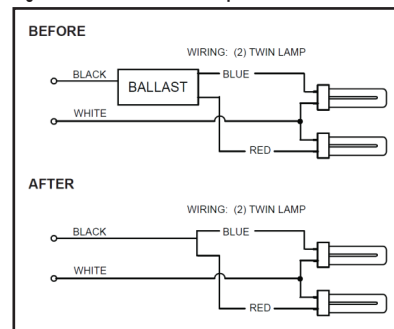 BEFORE
WIRING: (2) TWIN LAMP
BLACK
BALLAST
BLUE
WHITE
RED
AFTER
WIRING: (2) TWIN LAMP
BLACK
BLUE
WHITE
RED